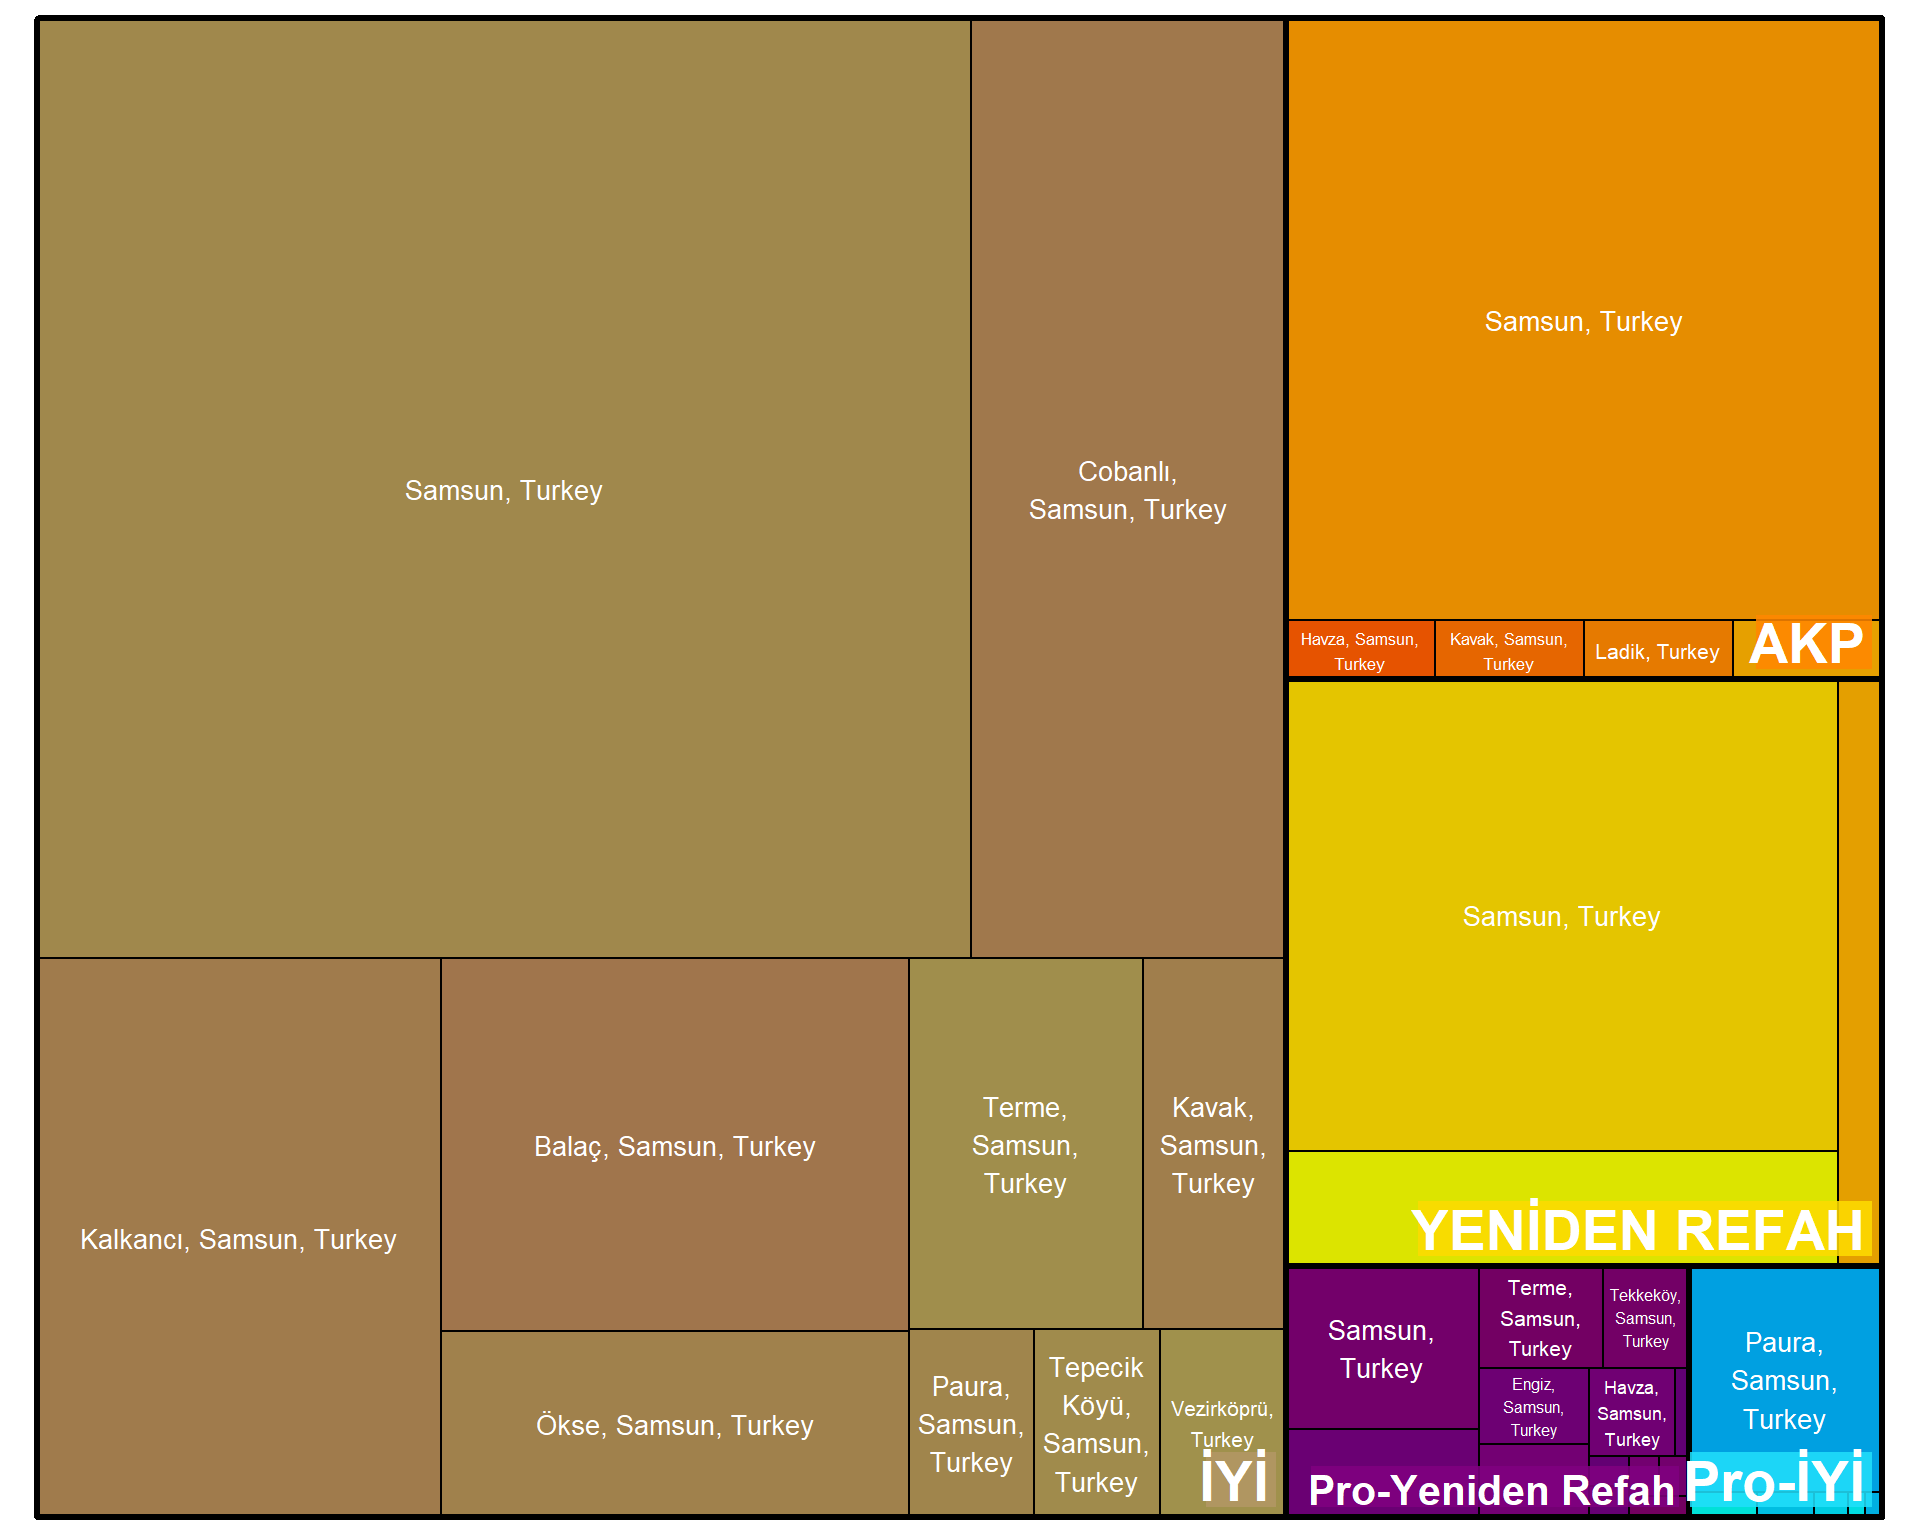 Samsun, Turkey
Cobanlı,
Samsun, Turkey
Kalkancı, Samsun, Turkey
Balaç, Samsun, Turkey
Ökse, Samsun, Turkey
Terme,
Samsun,
Turkey
Kavak,
Samsun,
Turkey
Paura,
Samsun,
Turkey
Tepecik
Köyü,
Samsun,
Turkey
Vezirköprü,
Turkey
İYİ
Samsun, Turkey
Havza, Samsun,
Turkey
Kavak, Samsun,
Turkey
Ladik, Turkey
AKP
Samsun, Turkey
YENİDEN REFAH
Samsun,
Turkey
Terme,
Samsun,
Turkey
Tekkeköy,
Samsun,
Turkey
Engiz,
Samsun,
Turkey
Havza,
Samsun,
Turkey
Pro-Yeniden Refah
Paura,
Samsun,
Turkey
Pro-İYİ